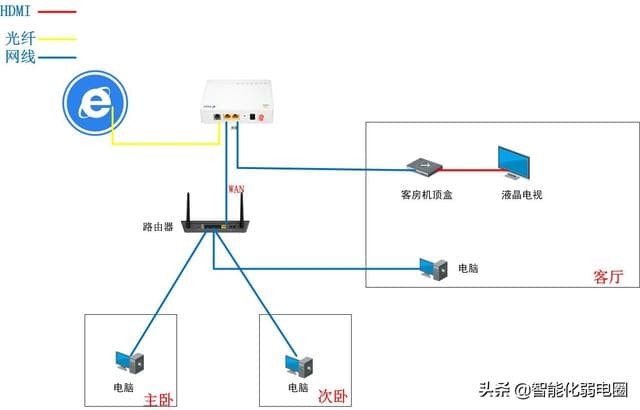 HDMI
光纤
网线
WAN
路由器
客房机顶盒
液晶电视
电脑
客厅
电脑
主卧
电脑
次卧
头条 @智能化弱电圈